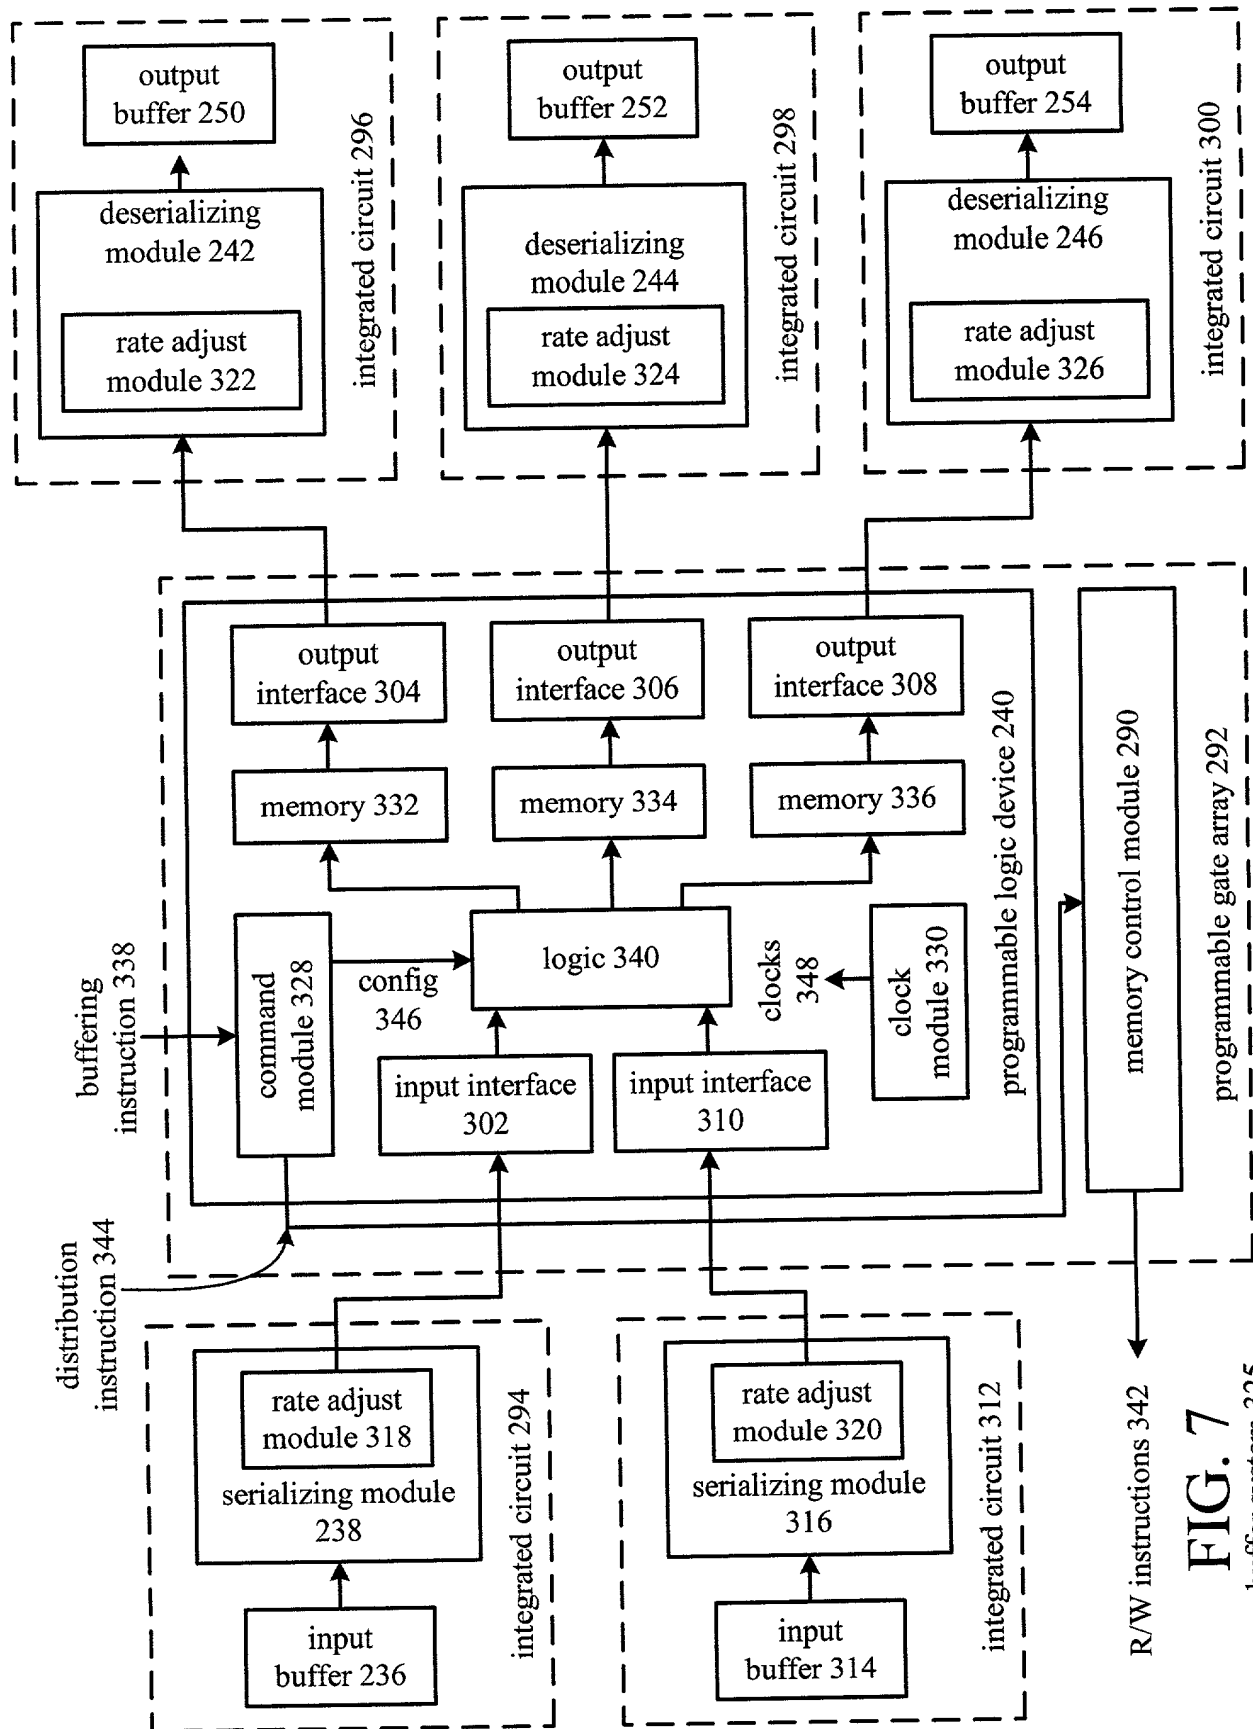 output
buffer 250
deserializing
module 242
rate adjust
module 322
integrated circuit 296
output
buffer 252
deserializing
module 244
rate adjust
module 324
integrated circuit 298
output
buffer 254
deserializing
module 246
rate adjust
module 326
integrated circuit 300
output
interface 304
output
interface 306
output
interface 308
memory 332
memory 334
memory 336
buffering
instruction 338
command
module 328
config
346
logic 340
clocks
348
clock
module 330
input interface
302
input interface
310
programmable logic device 240
memory control module 290
programmable gate array 292
distribution
instruction 344
rate adjust
module 318
serializing module
238
input
buffer 236
integrated circuit 294
rate adjust
module 320
serializing module
316
input
buffer 314
integrated circuit 312
R/W instructions 342
FIG. 7
buffer system 325